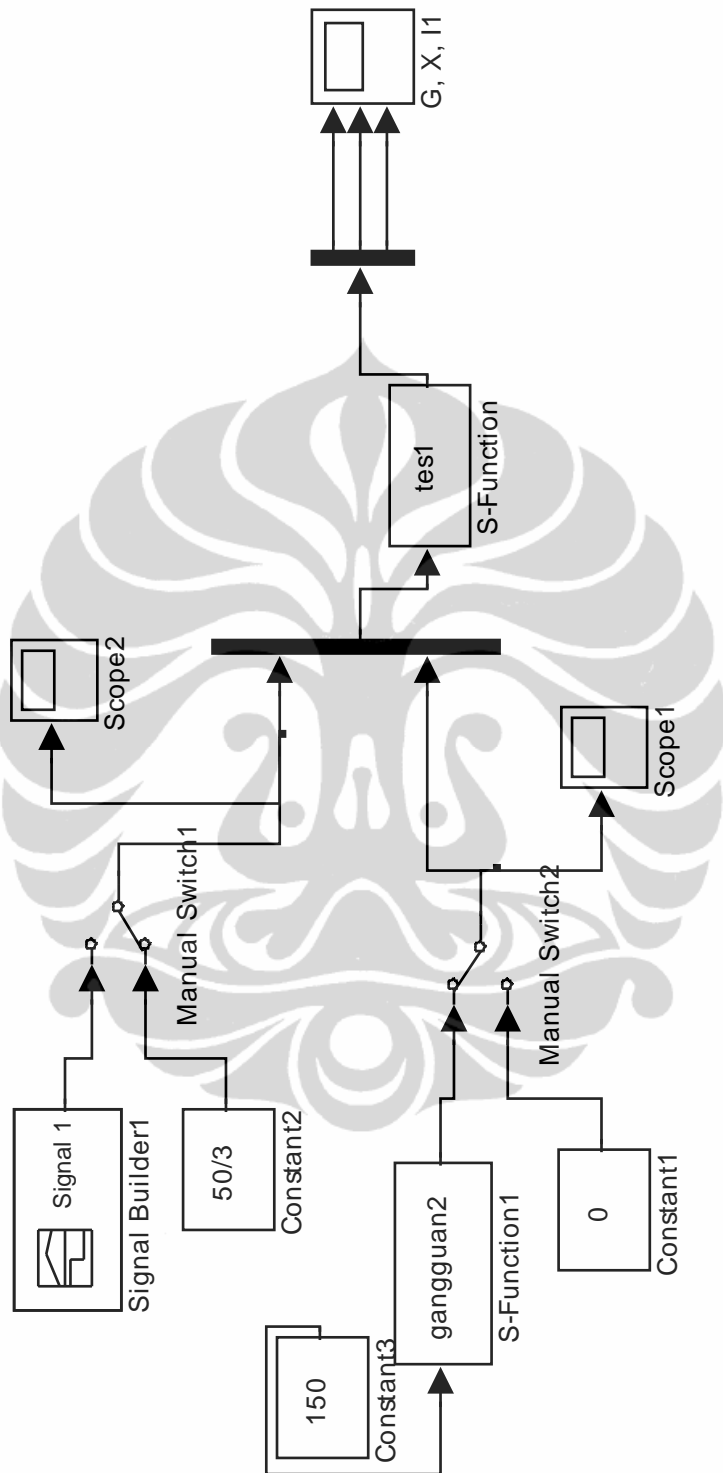 Signal 1
Signal Builder1
50/3
Constant2
Manual Switch1
Scope2
150
Constant3
gangguan2
S-Function1
0
Constant1
Manual Switch2
Scope1
tes1
S-Function
G, X, I1